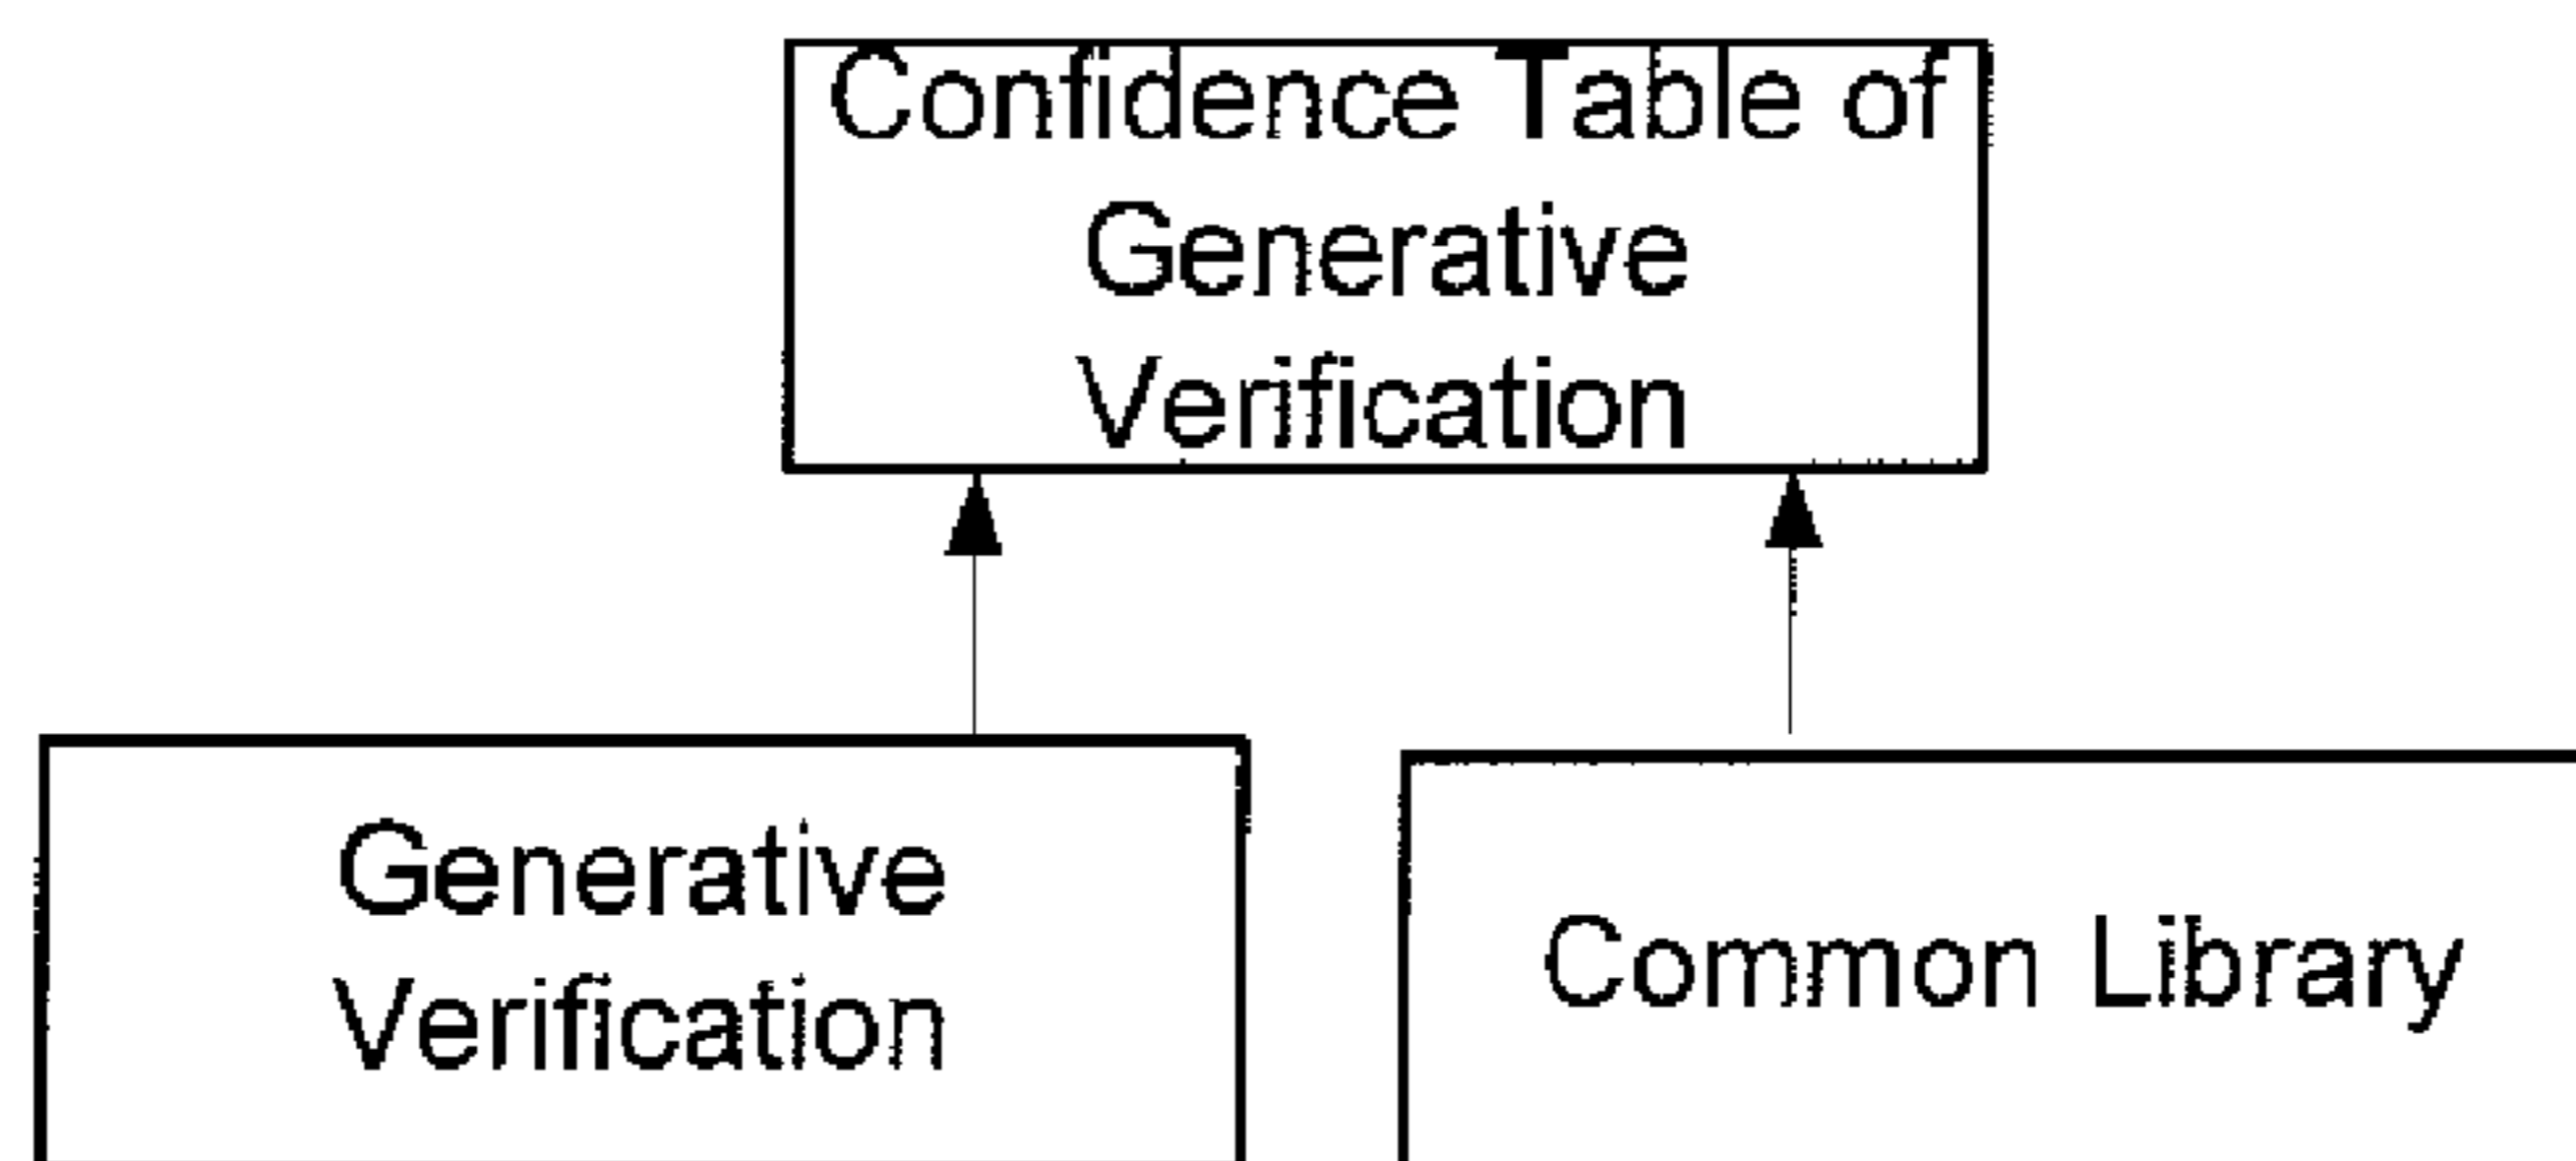 Confidence Table of
Generative
Verification
Generative
Verification
Common Library